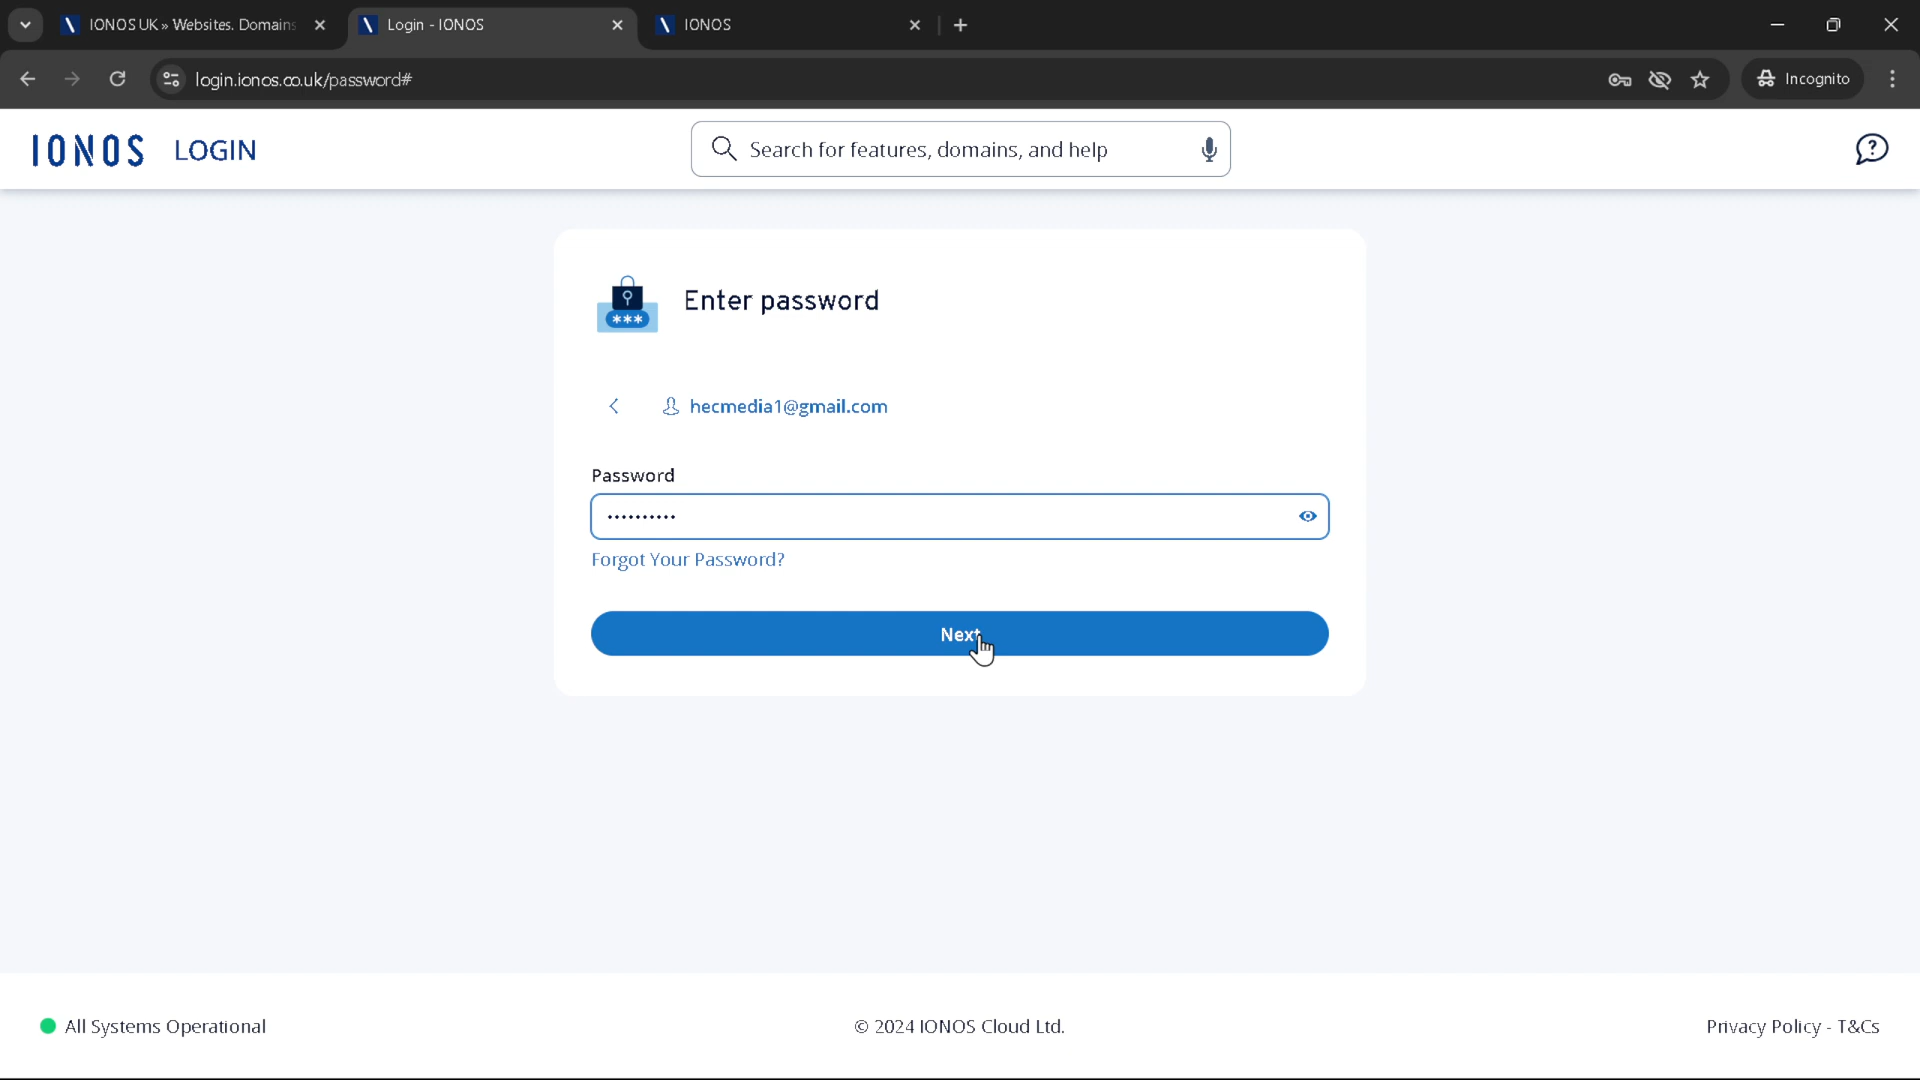 IONOS UK » Websites. Domains
Login - IONOS
IONOS
login.ionos.co.uk/password#
Incognito
IONOS LOGIN
Search for features, domains, and help
***
Enter password
hecmedia1@gmail.com
Password
••••••••••
Forgot Your Password?
Next
All Systems Operational
© 2024 IONOS Cloud Ltd.
Privacy Policy - T&Cs